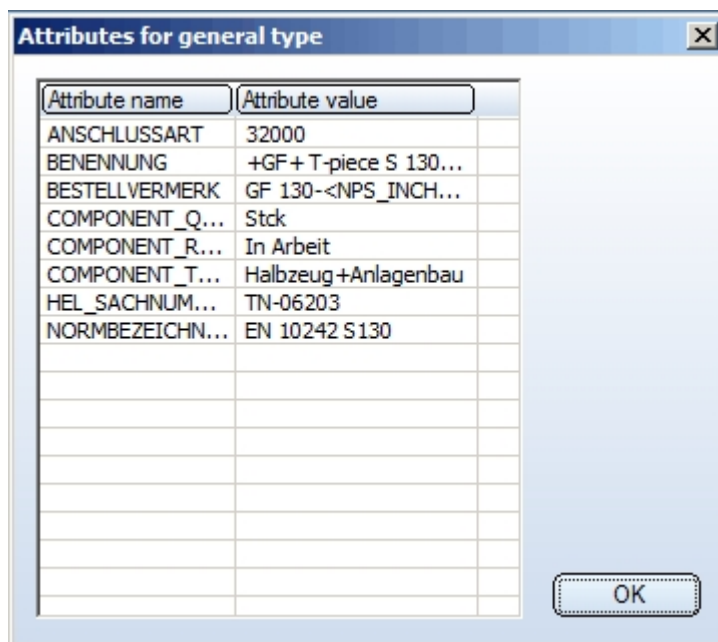 Attributes for general type
Attribute name Attribute value
ANSCHLUSSART 32000
BENENNUNG +GF+ T-piece S 130...
BESTELLVERMERK GF 130-<NPS_INCH...
COMPONENT_Q... Stck
COMPONENT_R... In Arbeit
COMPONENT_T... Halbzeug+Anlagenbau
HEL_SACHNUM... TN-06203
NORMBEZEICHN... EN 10242 S130
OK